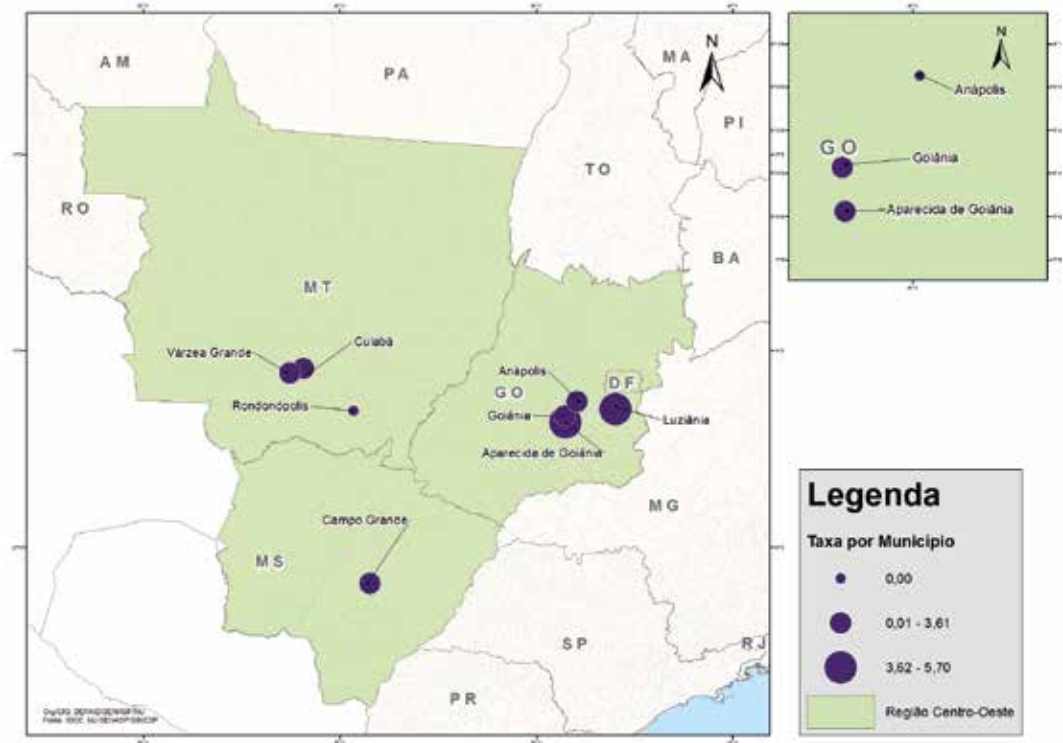 AM
PA
MA
PI
TO
RO
BA
MT
Várzea Grande
Cuiabá
Rondonópolis
Anápolis
GO
DF
Goiânia
Luziânia
Aparecida de Goiânia
MG
Campo Grande
MS
SP
RJ
PR
N
N
Anápolis
GO
Goiânia
Aparecida de Goiânia
Legenda
Taxa por Município
0,00
0,01 - 3,61
3,62 - 5,70
Região Centro-Oeste